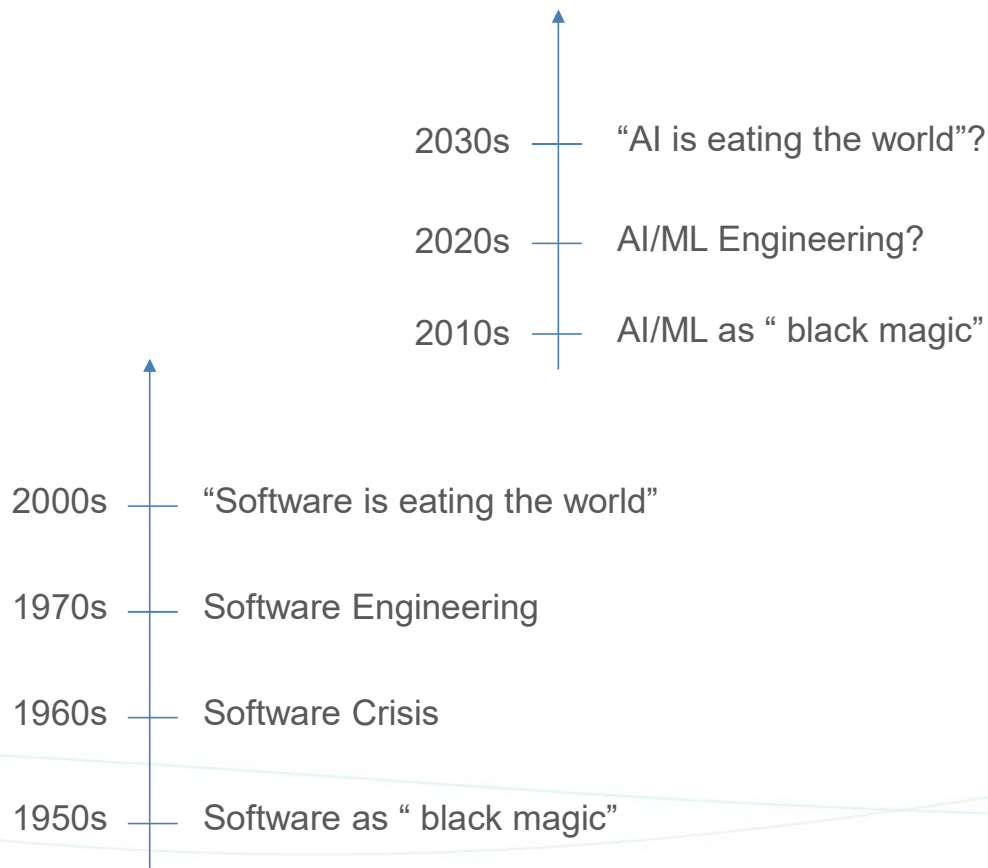 2030s “AI is eating the world”?
2020s AI/ML Engineering?
2010s AI/ML as “ black magic”
2000s “Software is eating the world”
1970s Software Engineering
1960s Software Crisis
1950s Software as “ black magic”